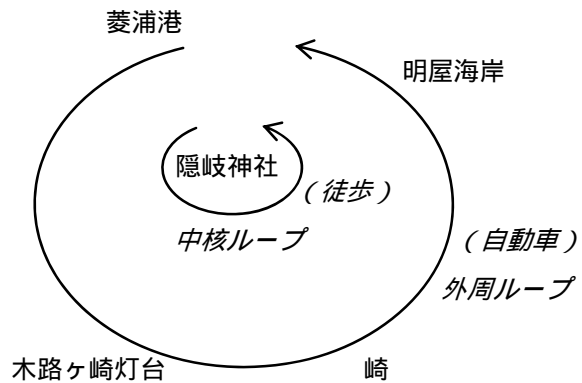 菱浦港
明屋海岸
隠岐神社
（徒歩）
中核ループ
（自動車）
外周ループ
木路ヶ崎灯台
崎